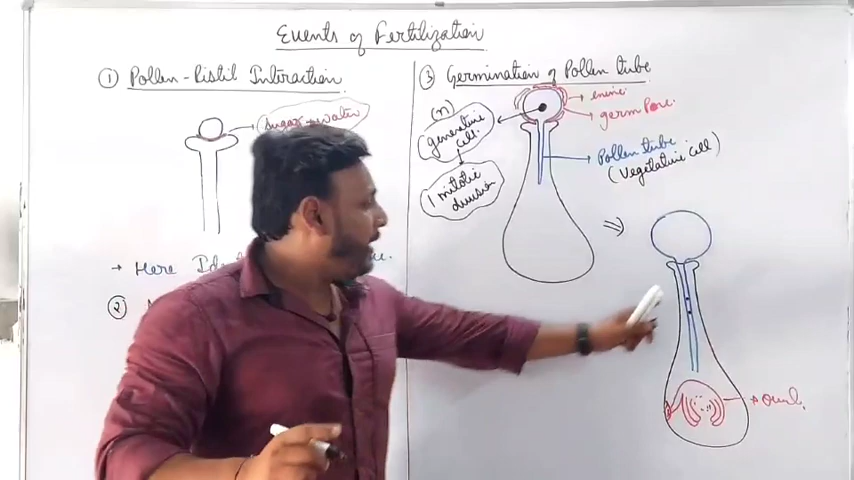 Events of Fertilization
① Pollen-Pistil Interaction
Sugar + water
→ Here
②
③ Germination of Pollen tube
(n)
generative cell.
1 mitotic division
→ exine
→ germ Pore.
→ Pollen tube
(Vegetative cell)
⇒